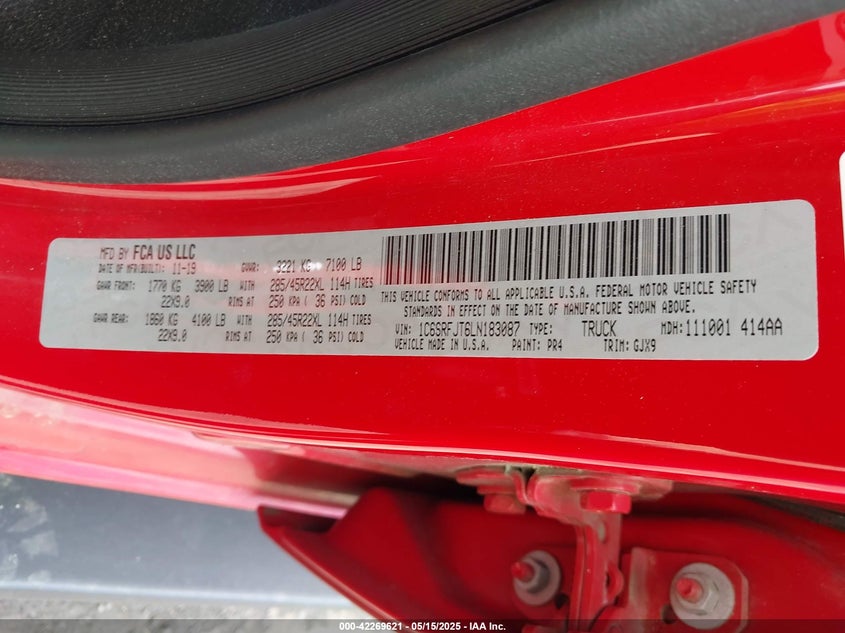 MFD BY FCA US LLC
DATE OF MFR(BUILT): 11-19 GVWR: 3221 KG 7100 LB
GAWR FRONT: 1770 KG 3900 LB WITH 285/45R22XL 114H TIRES
22X9.0 RIMS AT 250 KPA ( 36 PSI) COLD
GAWR REAR: 1860 KG 4100 LB WITH 285/45R22XL 114H TIRES
22X9.0 RIMS AT 250 KPA ( 36 PSI) COLD
THIS VEHICLE CONFORMS TO ALL APPLICABLE U.S.A. FEDERAL MOTOR VEHICLE SAFETY
STANDARDS IN EFFECT ON THE DATE OF MANUFACTURE SHOWN ABOVE.
VIN: 1C6SRFJT6LN183087 TYPE: TRUCK MDH:111001 414AA
VEHICLE MADE IN U.S.A. PAINT: PR4 TRIM: GJX9
000-42269621 - 05/15/2025 - IAA Inc.